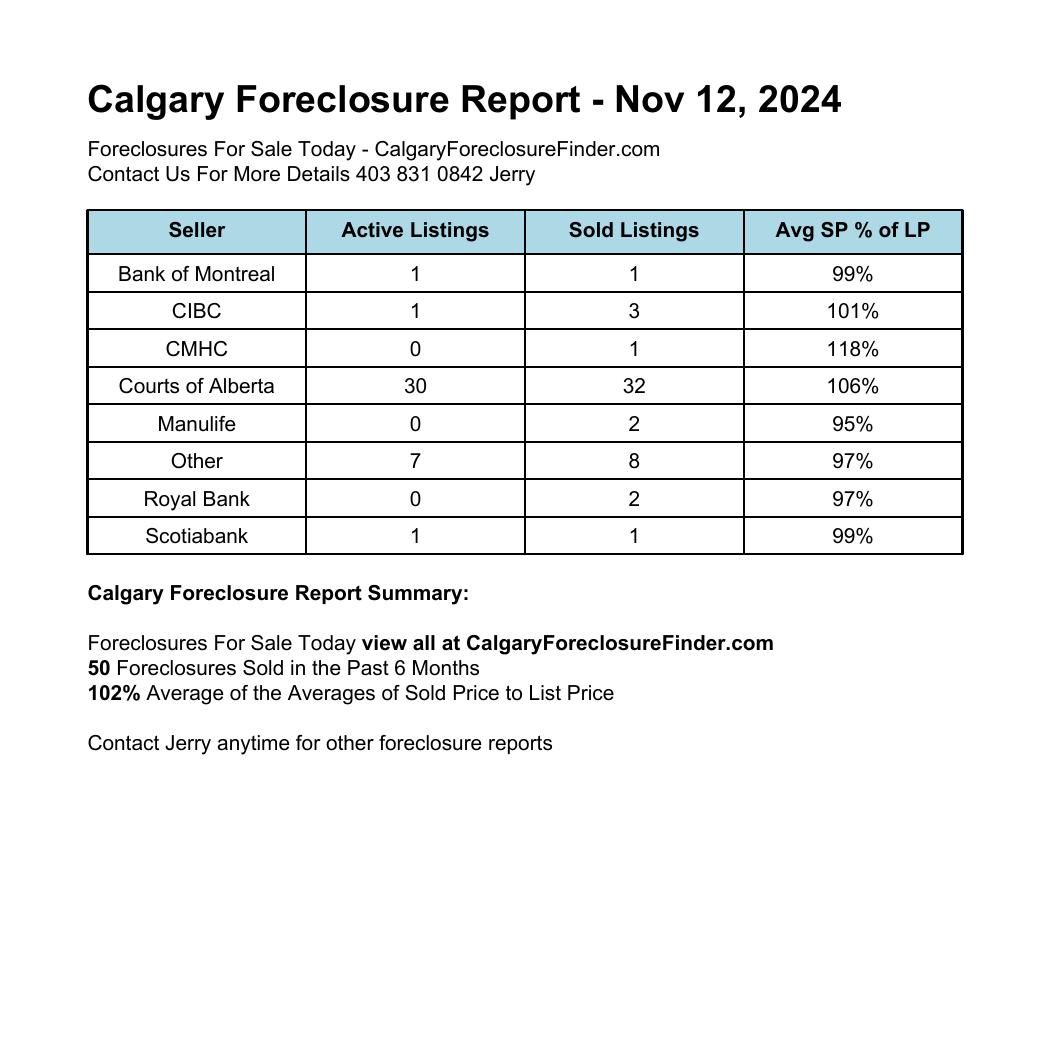 Calgary Foreclosure Report - Nov 12, 2024
Foreclosures For Sale Today - CalgaryForeclosureFinder.com
Contact Us For More Details 403 831 0842 Jerry
Seller Active Listings Sold Listings Avg SP % of LP
Bank of Montreal 1 1 99%
CIBC 1 3 101%
CMHC 0 1 118%
Courts of Alberta 30 32 106%
Manulife 0 2 95%
Other 7 8 97%
Royal Bank 0 2 97%
Scotiabank 1 1 99%
Calgary Foreclosure Report Summary:
Foreclosures For Sale Today view all at CalgaryForeclosureFinder.com
50 Foreclosures Sold in the Past 6 Months
102% Average of the Averages of Sold Price to List Price
Contact Jerry anytime for other foreclosure reports